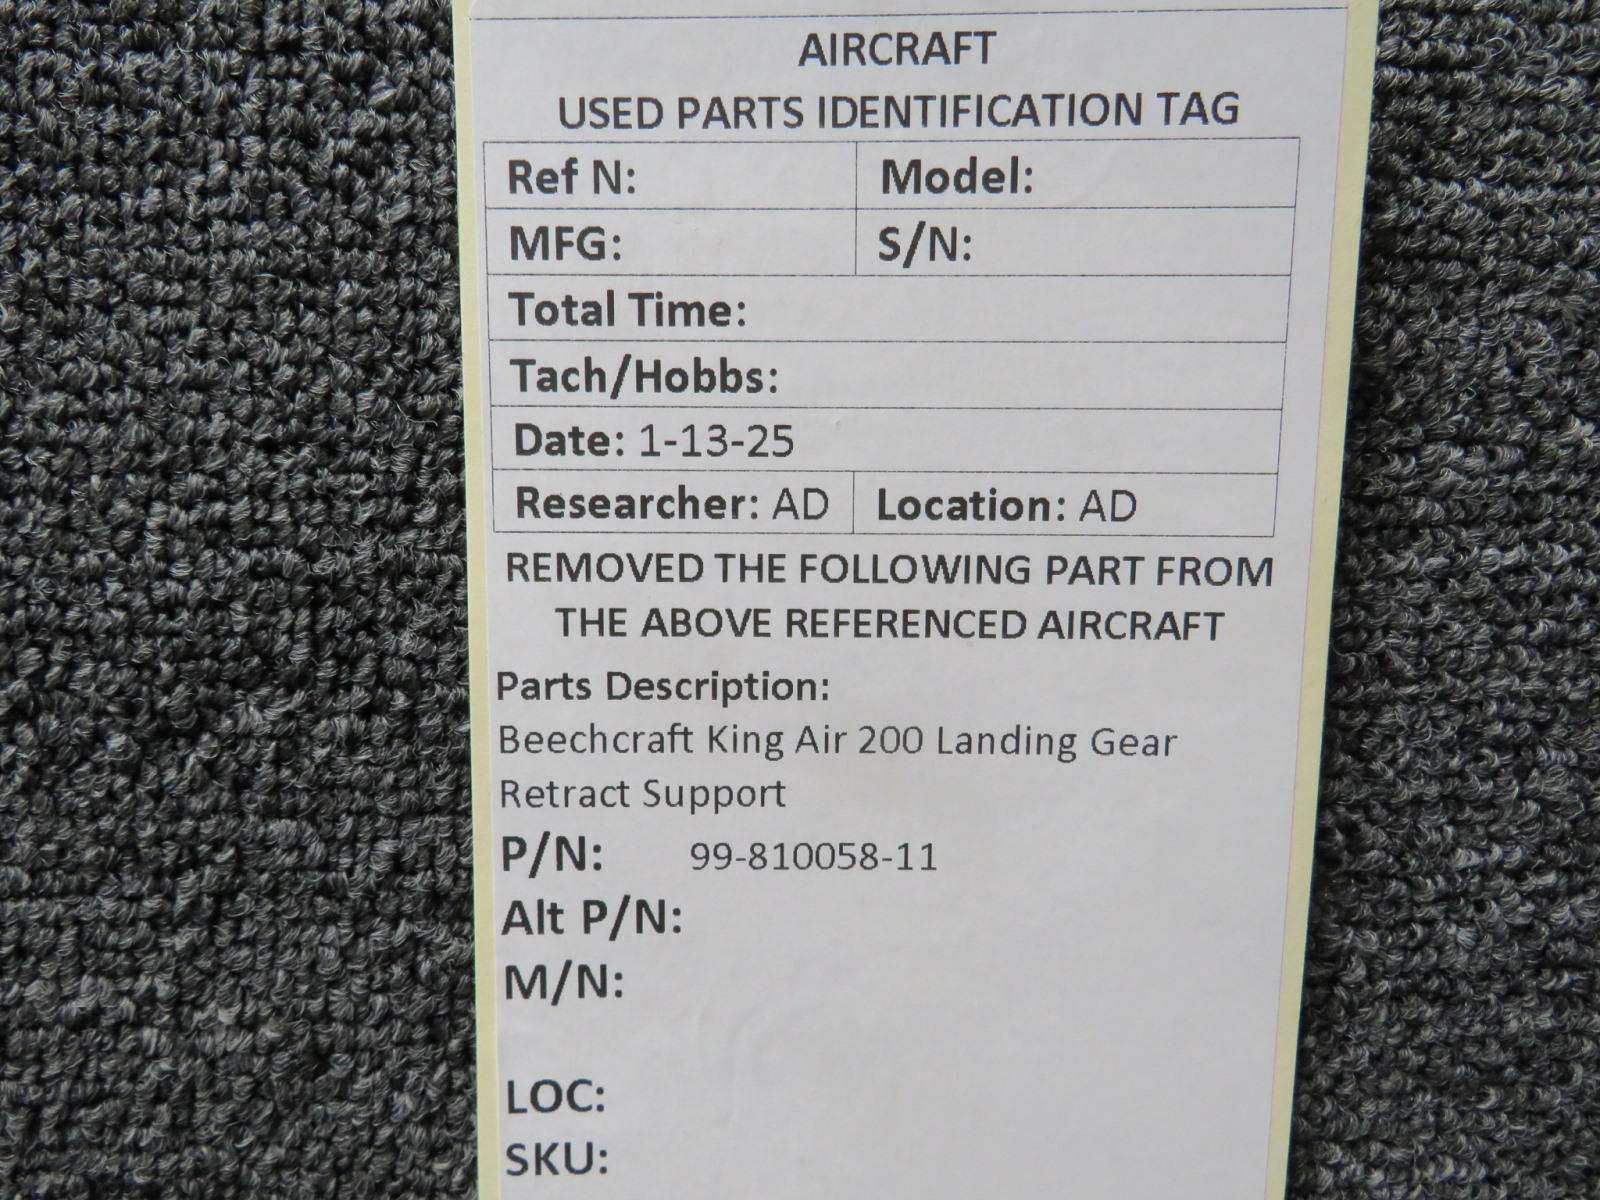 AIRCRAFT
USED PARTS IDENTIFICATION TAG
Ref N: Model:
MFG: S/N:
Total Time:
Tach/Hobbs:
Date: 1-13-25
Researcher: AD Location: AD
REMOVED THE FOLLOWING PART FROM
THE ABOVE REFERENCED AIRCRAFT
Parts Description:
Beechcraft King Air 200 Landing Gear
Retract Support
P/N: 99-810058-11
Alt P/N:
M/N:
LOC:
SKU: